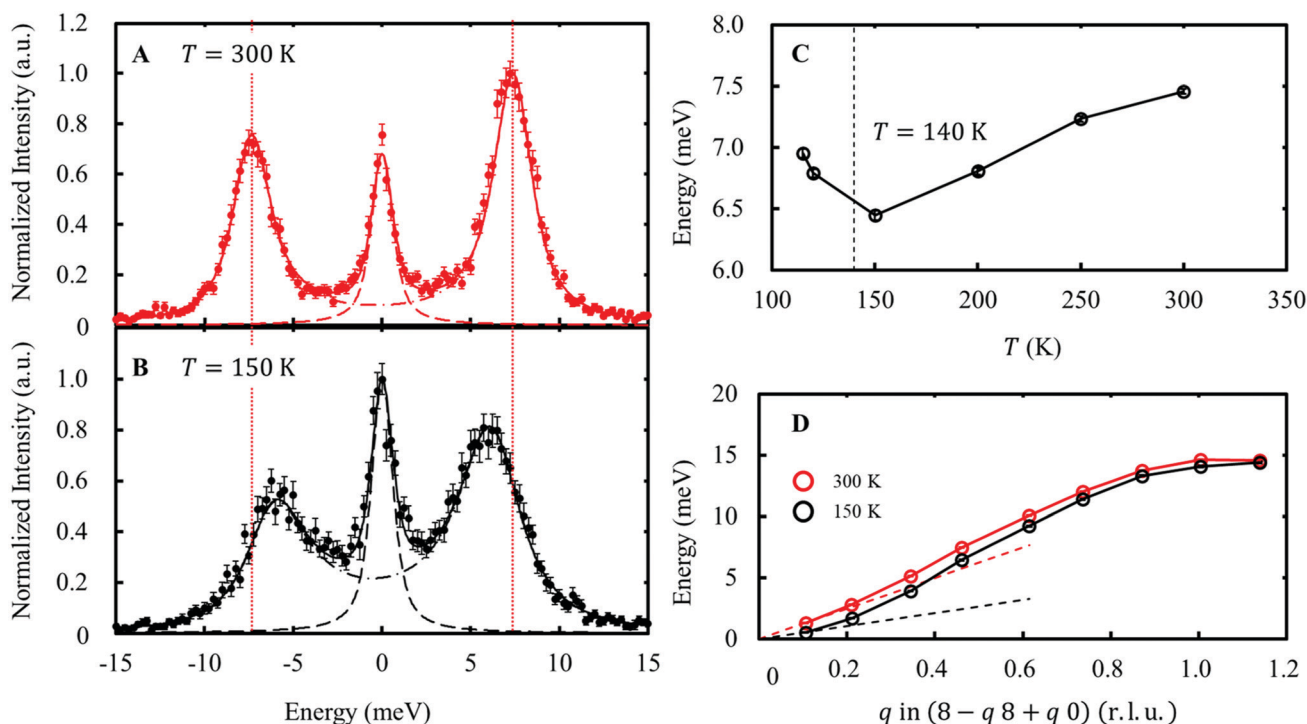 1.2
1.0
0.8
0.6
0.4
0.2
0
Normalized Intensity (a.u.)
A T = 300 K
1.0
0.8
0.6
0.4
0.2
0
Normalized Intensity (a.u.)
B T = 150 K
-15 -10 -5 0 5 10 15
Energy (meV)
8.0
7.5
7.0
6.5
6.0
Energy (meV)
C
T = 140 K
100 150 200 250 300 350
T (K)
20
15
10
5
0
Energy (meV)
D
300 K
150 K
0 0.2 0.4 0.6 0.8 1.0 1.2
q in (8 − q 8 + q 0) (r. l. u.)